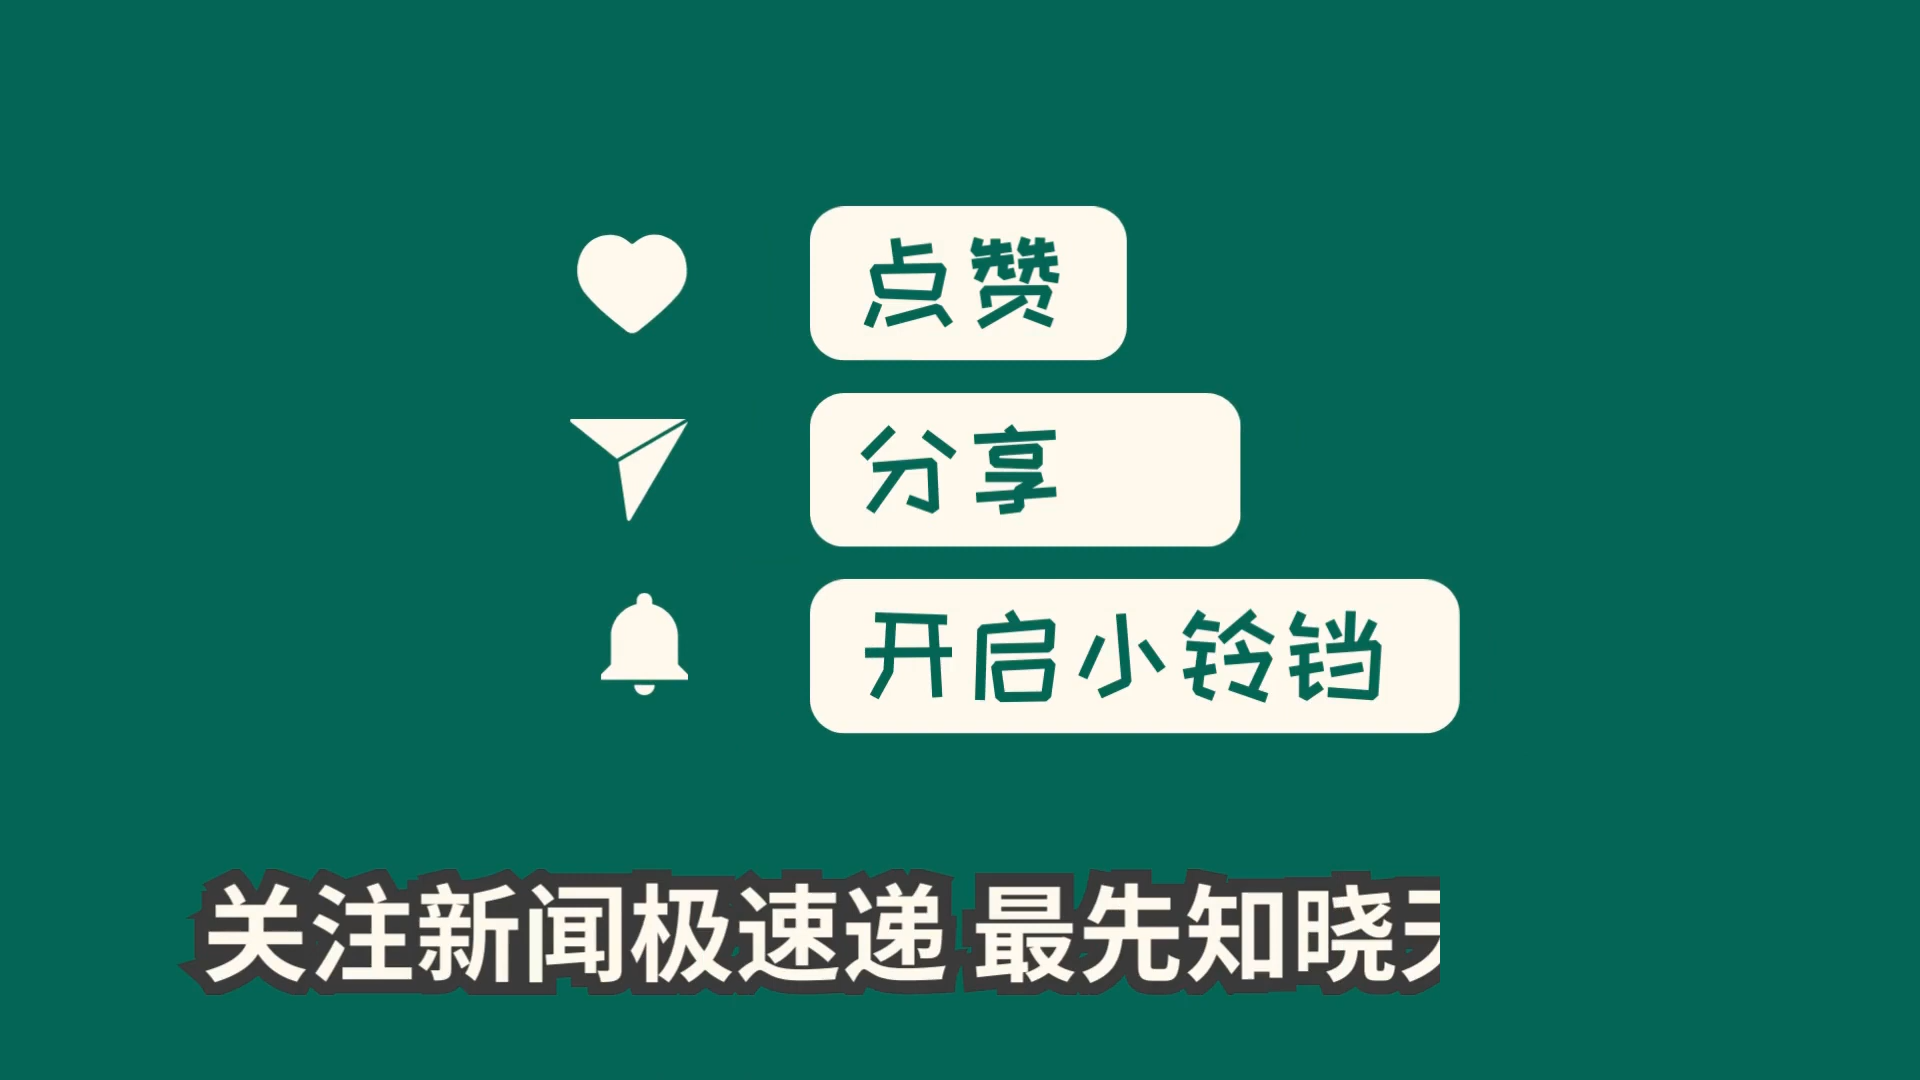 点赞
分享
开启小铃铛
关注新闻极速递 最先知晓